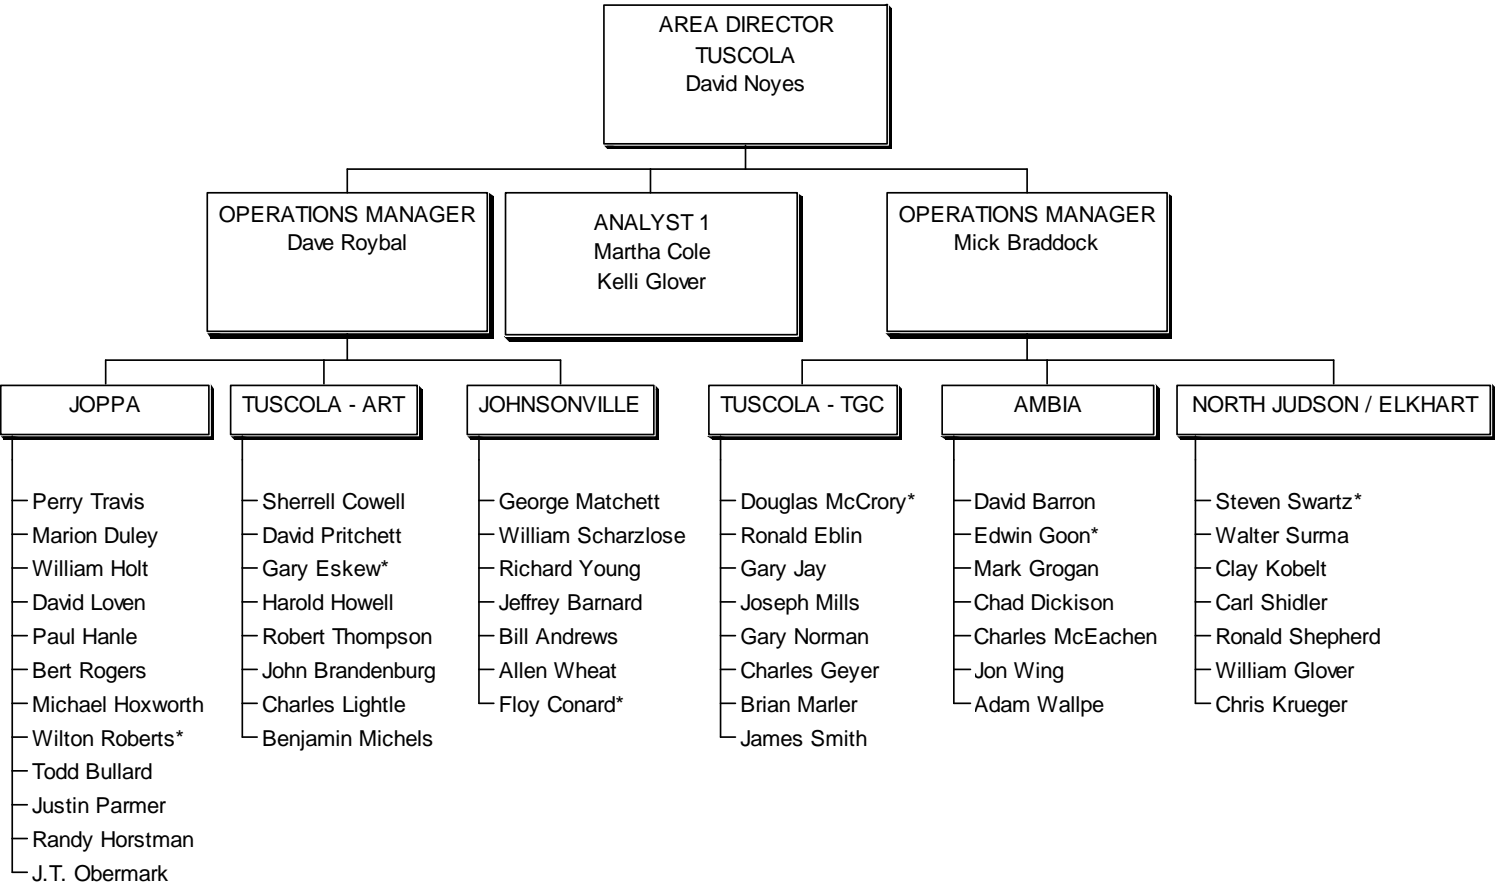 AREA DIRECTOR
TUSCOLA
David Noyes
OPERATIONS MANAGER
Dave Roybal
ANALYST 1
Martha Cole
Kelli Glover
OPERATIONS MANAGER
Mick Braddock
JOPPA
Perry Travis
Marion Duley
William Holt
David Loven
Paul Hanle
Bert Rogers
Michael Hoxworth
Wilton Roberts*
Todd Bullard
Justin Parmer
Randy Horstman
J.T. Obermark
TUSCOLA - ART
Sherrell Cowell
David Pritchett
Gary Eskew*
Harold Howell
Robert Thompson
John Brandenburg
Charles Lightle
Benjamin Michels
JOHNSONVILLE
George Matchett
William Scharzlose
Richard Young
Jeffrey Barnard
Bill Andrews
Allen Wheat
Floy Conard*
TUSCOLA - TGC
Douglas McCrory*
Ronald Eblin
Gary Jay
Joseph Mills
Gary Norman
Charles Geyer
Brian Marler
James Smith
AMBIA
David Barron
Edwin Goon*
Mark Grogan
Chad Dickison
Charles McEachen
Jon Wing
Adam Wallpe
NORTH JUDSON / ELKHART
Steven Swartz*
Walter Surma
Clay Kobelt
Carl Shidler
Ronald Shepherd
William Glover
Chris Krueger